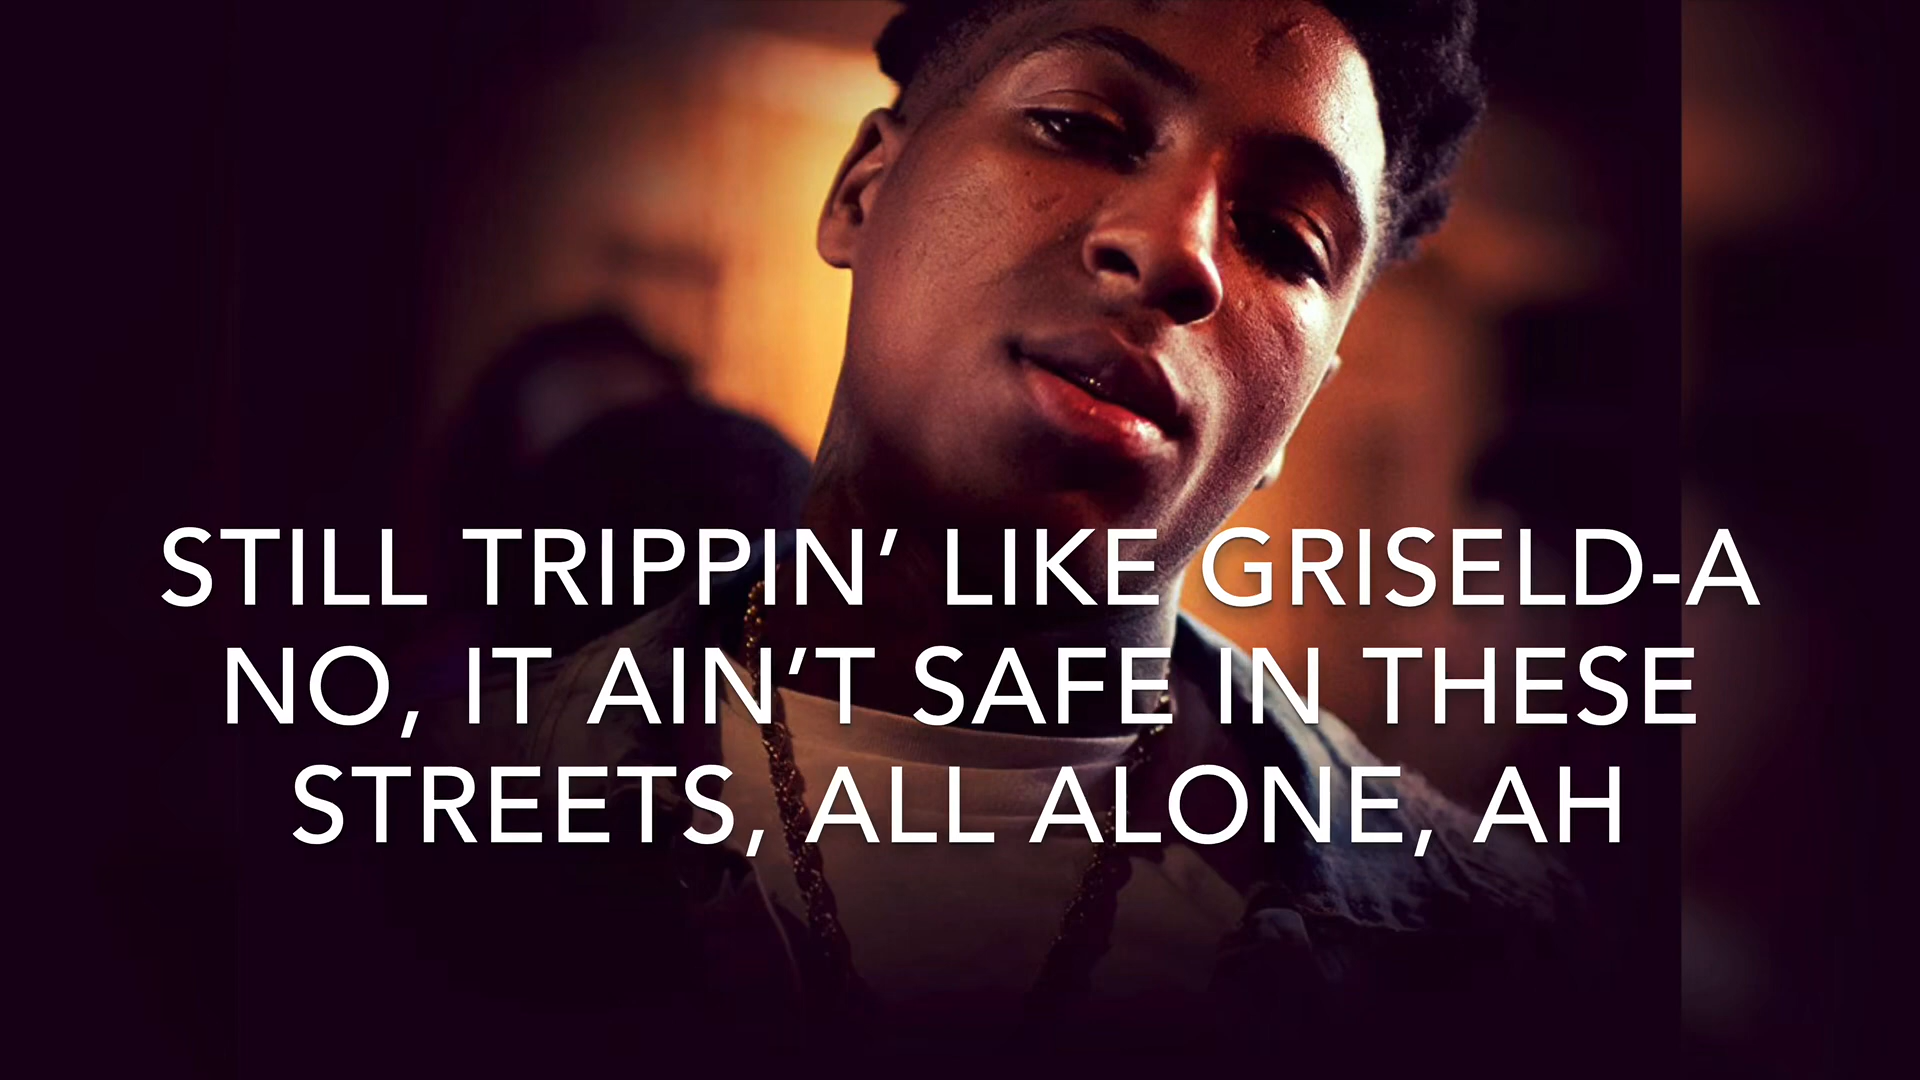 STILL TRIPPIN’ LIKE GRISELD-A
NO, IT AIN’T SAFE IN THESE
STREETS, ALL ALONE, AH